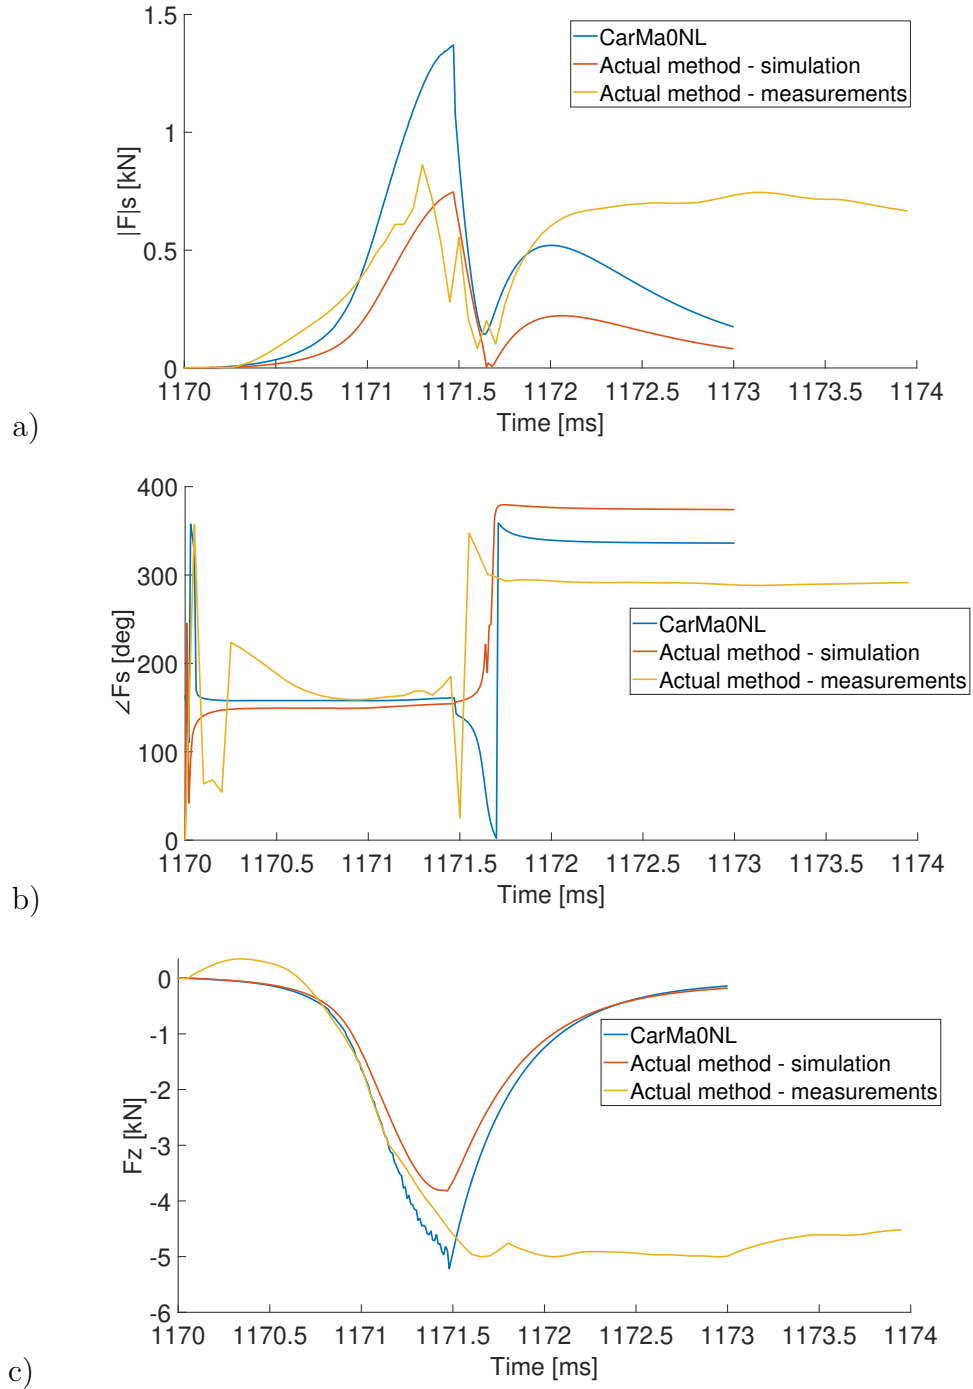 1.5
1
0.5
0
|F|s [kN]
CarMa0NL
Actual method - simulation
Actual method - measurements
1170 1170.5 1171 1171.5 1172 1172.5 1173 1173.5 1174
Time [ms]
a)
400
300
200
100
0
∠Fs [deg]
CarMa0NL
Actual method - simulation
Actual method - measurements
1170 1170.5 1171 1171.5 1172 1172.5 1173 1173.5 1174
Time [ms]
b)
0
-1
-2
-3
-4
-5
-6
Fz [kN]
CarMa0NL
Actual method - simulation
Actual method - measurements
1170 1170.5 1171 1171.5 1172 1172.5 1173 1173.5 1174
Time [ms]
c)